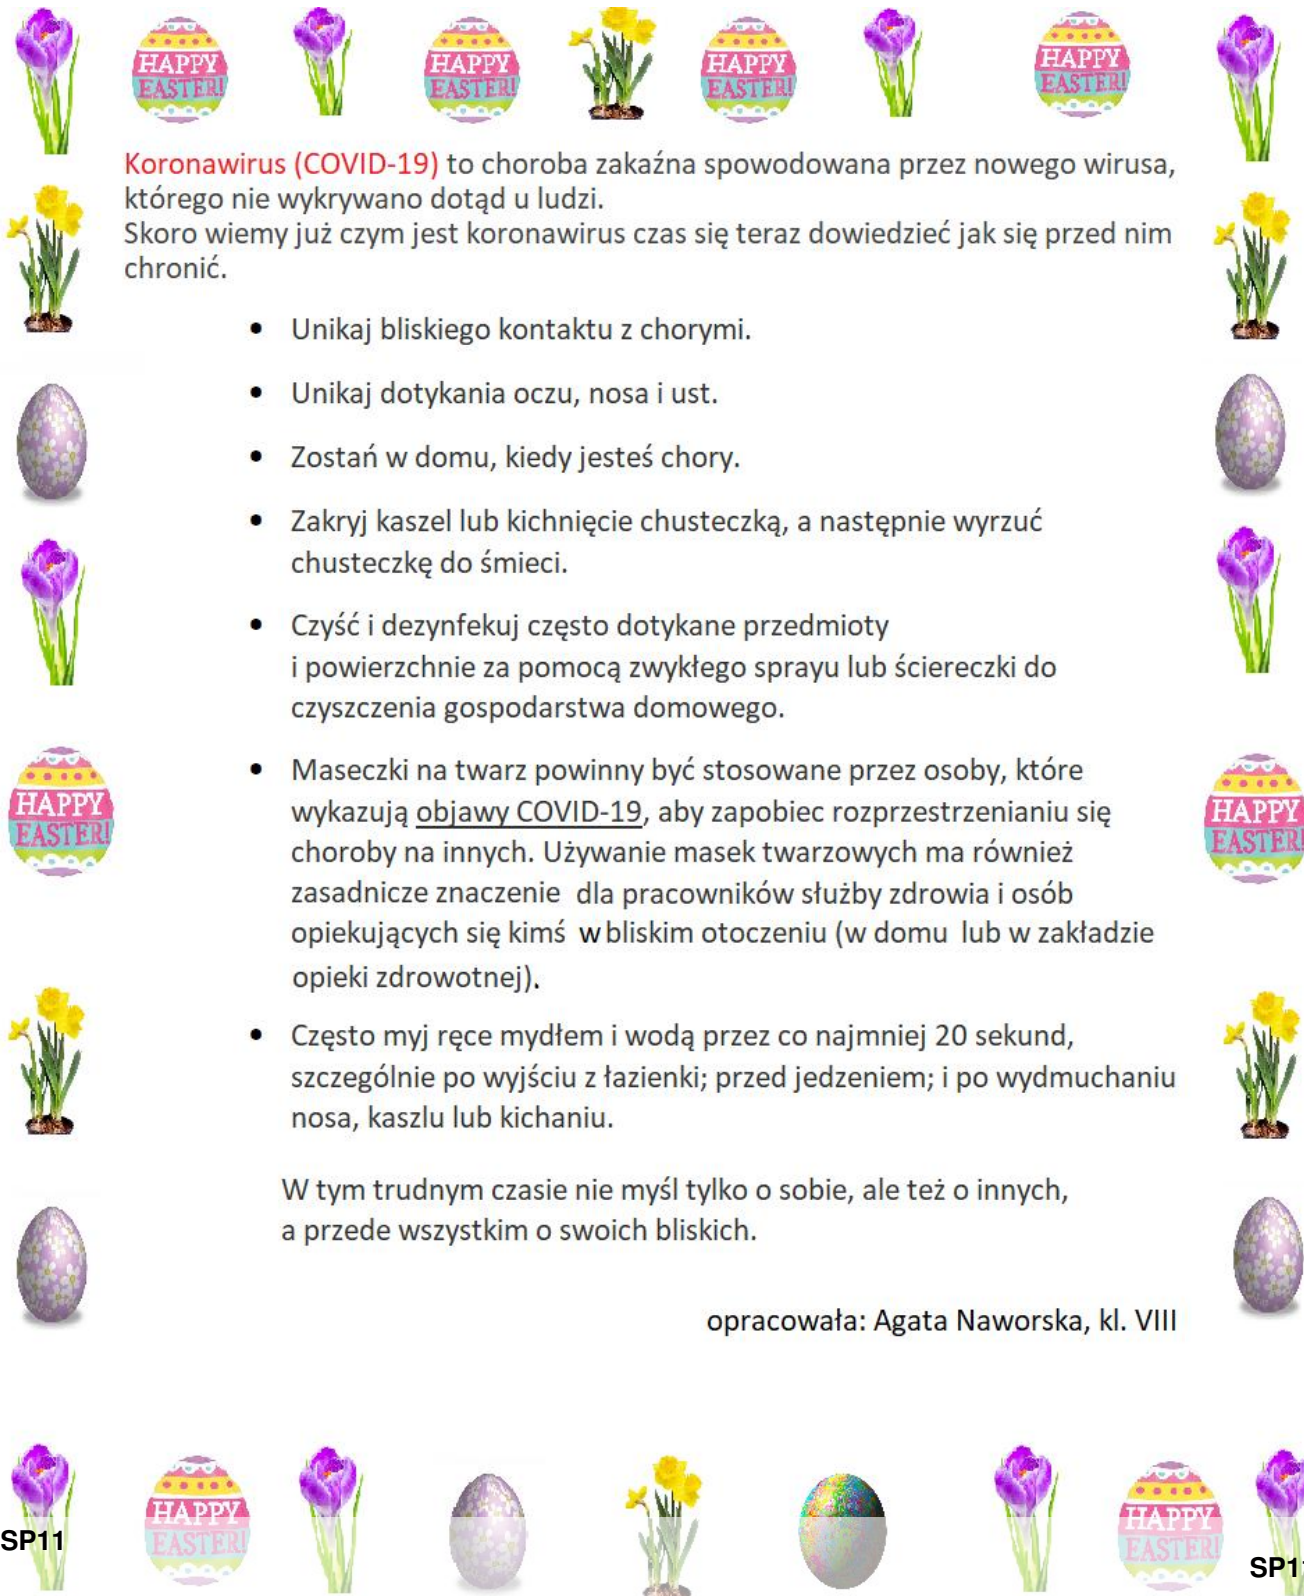 HAPPY
EASTER!
HAPPY
EASTER!
HAPPY
EASTER!
HAPPY
EASTER!
Koronawirus (COVID-19) to choroba zakaźna spowodowana przez nowego wirusa,
którego nie wykrywano dotąd u ludzi.
Skoro wiemy już czym jest koronawirus czas się teraz dowiedzieć jak się przed nim
chronić.
• Unikaj bliskiego kontaktu z chorymi.
• Unikaj dotykania oczu, nosa i ust.
• Zostań w domu, kiedy jesteś chory.
• Zakryj kaszel lub kichnięcie chusteczką, a następnie wyrzuć
chusteczkę do śmieci.
• Czyść i dezynfekuj często dotykane przedmioty
i powierzchnie za pomocą zwykłego sprayu lub ściereczki do
czyszczenia gospodarstwa domowego.
HAPPY
EASTER!
• Maseczki na twarz powinny być stosowane przez osoby, które
wykazują objawy COVID-19, aby zapobiec rozprzestrzenianiu się
choroby na innych. Używanie masek twarzowych ma również
zasadnicze znaczenie dla pracowników służby zdrowia i osób
opiekujących się kimś w bliskim otoczeniu (w domu lub w zakładzie
opieki zdrowotnej).
HAPPY
EASTER!
• Często myj ręce mydłem i wodą przez co najmniej 20 sekund,
szczególnie po wyjściu z łazienki; przed jedzeniem; i po wydmuchaniu
nosa, kaszlu lub kichaniu.
W tym trudnym czasie nie myśl tylko o sobie, ale też o innych,
a przede wszystkim o swoich bliskich.
opracowała: Agata Naworska, kl. VIII
HAPPY
EASTER!
HAPPY
EASTER!
SP11
SP11